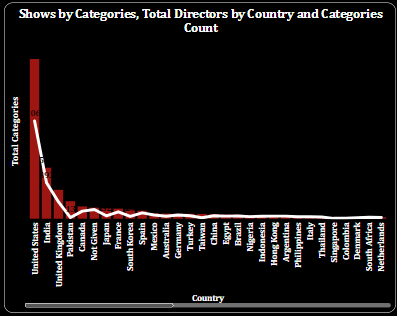 Shows by Categories, Total Directors by Country and Categories
Count
Total Categories
United States
India
United Kingdom
Pakistan
Canada
Not Given
Japan
France
South Korea
Spain
Mexico
Australia
Germany
Turkey
Taiwan
China
Egypt
Brazil
Nigeria
Indonesia
Hong Kong
Argentina
Philippines
Italy
Thailand
Singapore
Colombia
Denmark
South Africa
Netherlands
Country